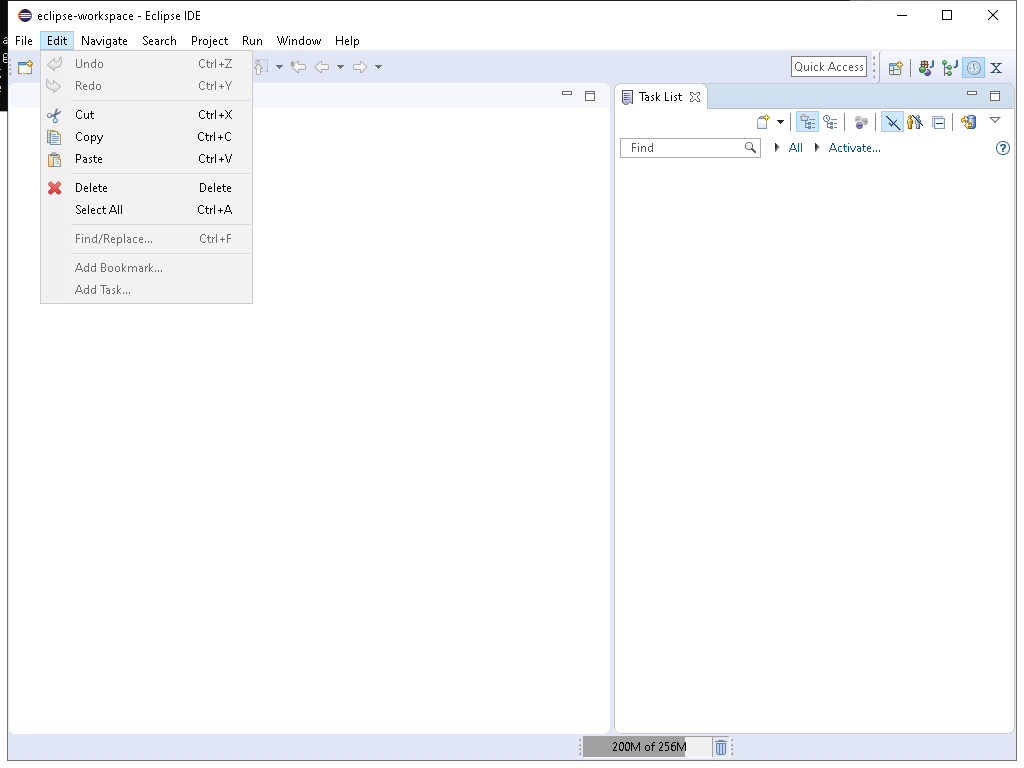 eclipse-workspace - Eclipse IDE
File Edit Navigate Search Project Run Window Help
Quick Access
Undo Ctrl+Z
Redo Ctrl+Y
Cut Ctrl+X
Copy Ctrl+C
Paste Ctrl+V
Delete Delete
Select All Ctrl+A
Find/Replace... Ctrl+F
Add Bookmark...
Add Task...
Task List
Find All Activate...
200M of 256M